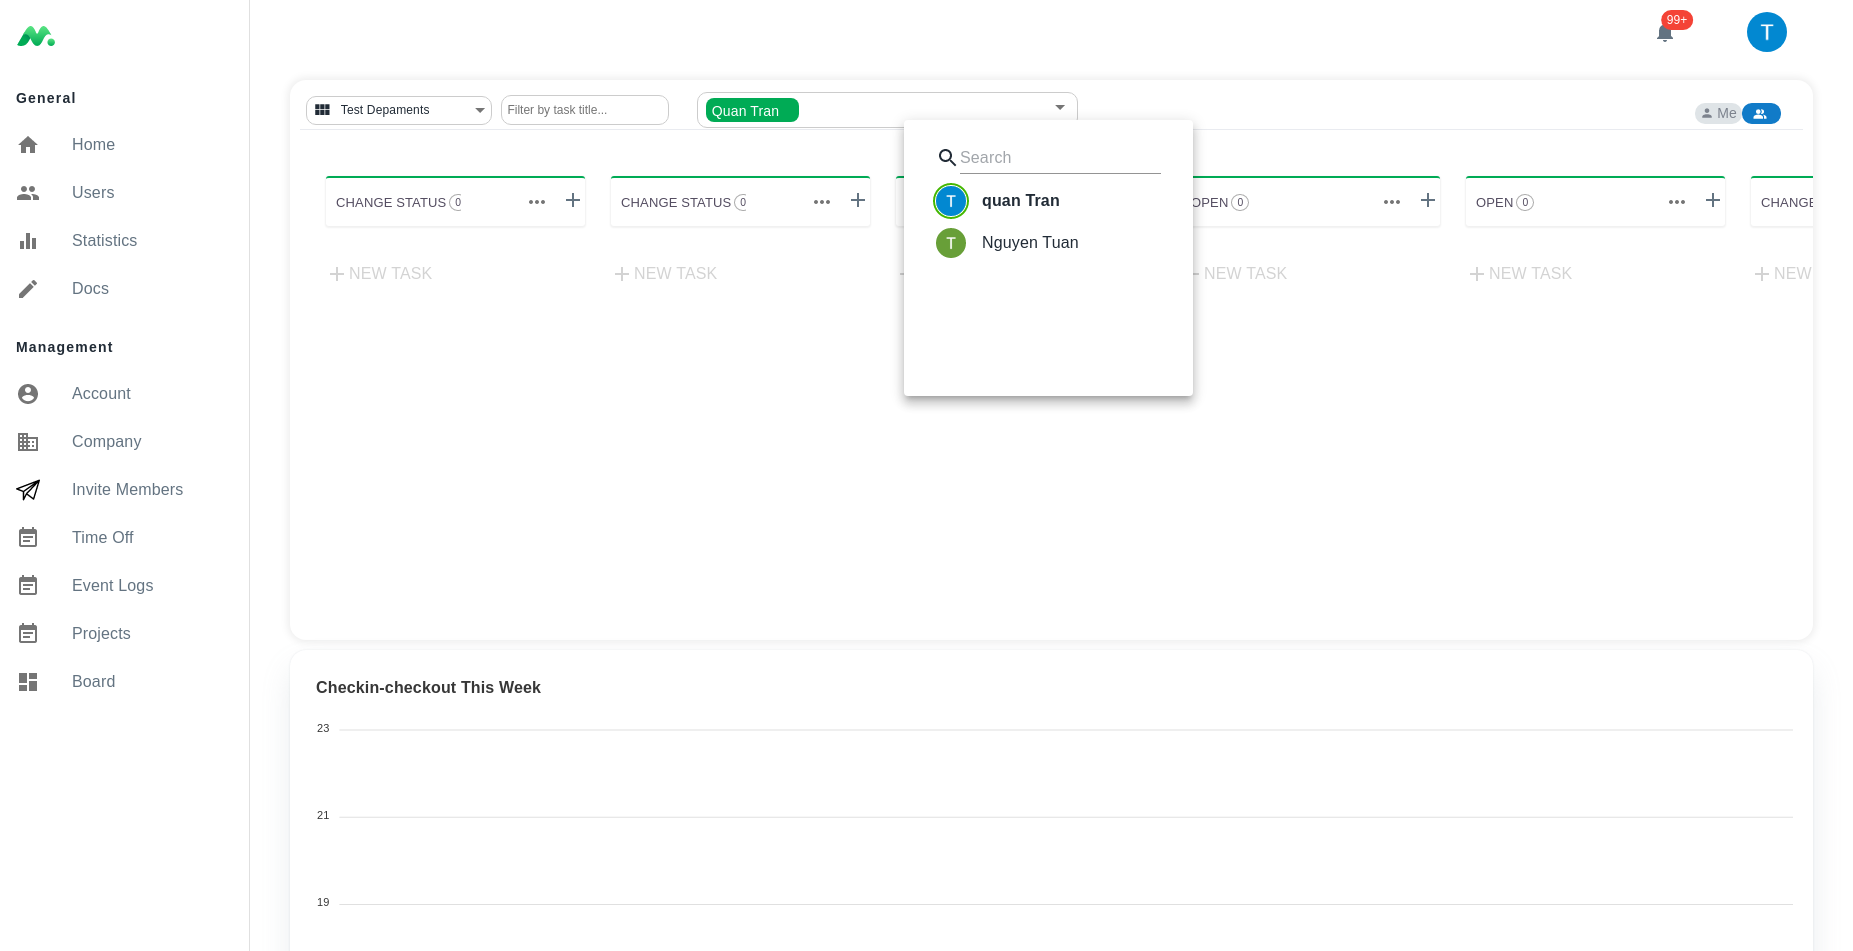 99+
T
General
Home
Users
Statistics
Docs
Management
Account
Company
Invite Members
Time Off
Event Logs
Projects
Board
Test Depaments
Filter by task title...
Quan Tran
Me
Search
T quan Tran
T Nguyen Tuan
CHANGE STATUS 0
CHANGE STATUS 0
OPEN 0
OPEN 0
CHANGE
NEW TASK
NEW TASK
NEW TASK
NEW TASK
NEW
Checkin-checkout This Week
23
21
19